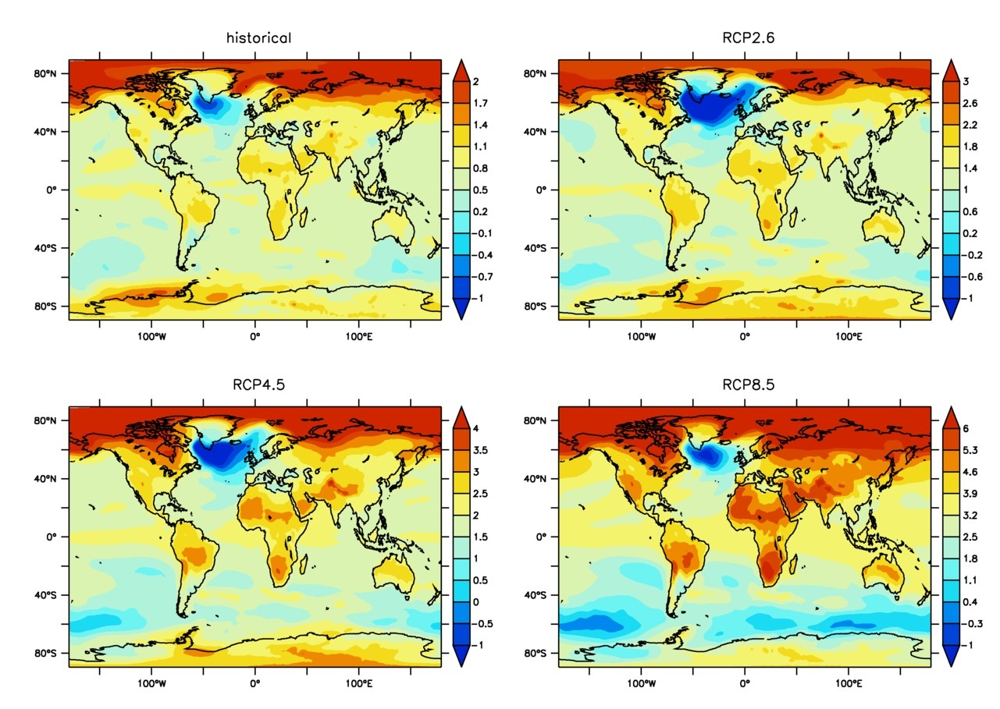 historical
80°N
40°N
0°
40°S
80°S
100°W 0° 100°E
2
1.7
1.4
1.1
0.8
0.5
0.2
−0.1
−0.4
−0.7
−1
RCP2.6
80°N
40°N
0°
40°S
80°S
100°W 0° 100°E
3
2.6
2.2
1.8
1.4
1
0.6
0.2
−0.2
−0.6
−1
RCP4.5
80°N
40°N
0°
40°S
80°S
100°W 0° 100°E
4
3.5
3
2.5
2
1.5
1
0.5
0
−0.5
−1
RCP8.5
80°N
40°N
0°
40°S
80°S
100°W 0° 100°E
6
5.3
4.6
3.9
3.2
2.5
1.8
1.1
0.4
−0.3
−1